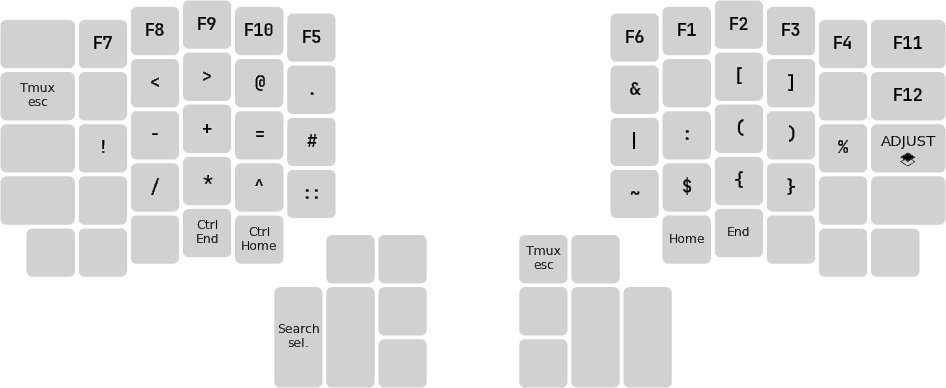 F7 F8 F9 F10 F5 F6 F1 F2 F3 F4 F11
Tmux
esc
< > @ . & [ ] F12
! - + = # | : ( ) % ADJUST
/ * ^ :: ~ $ { }
Ctrl
End
Ctrl
Home
Home End
Tmux
esc
Search
sel.